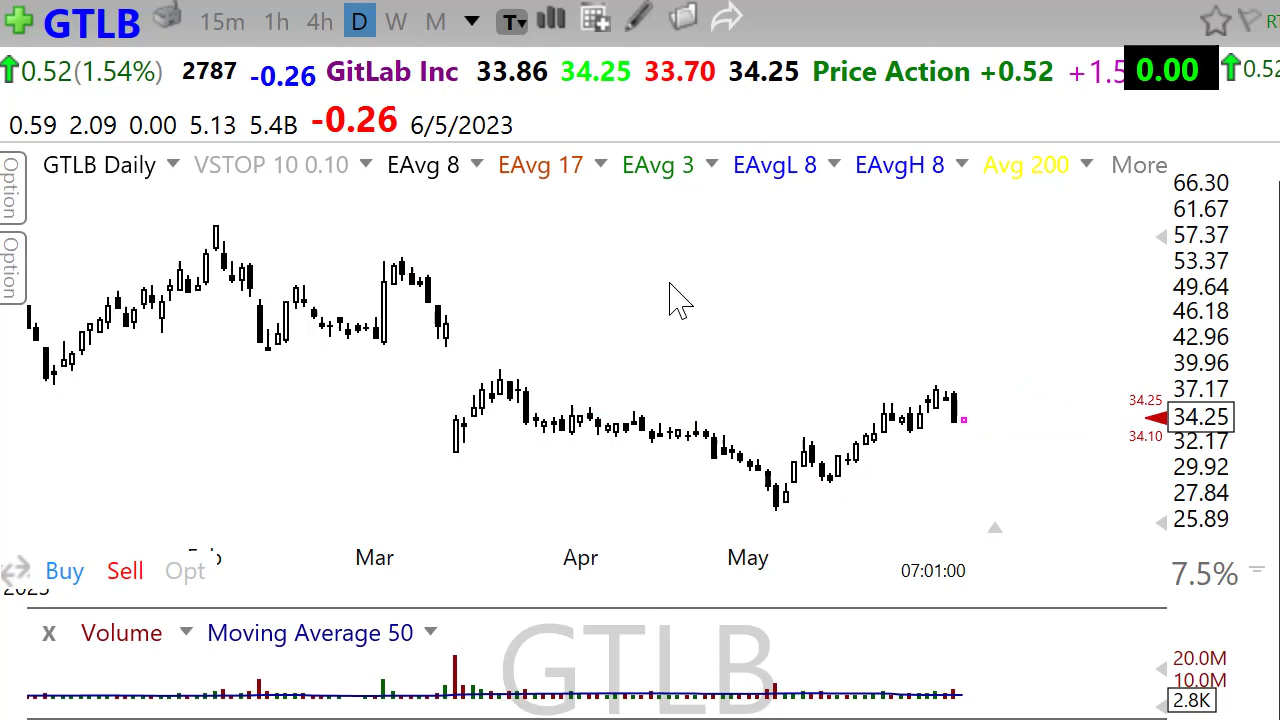 GTLB 15m 1h 4h D W M T RT
0.52(1.54%) 2787 -0.26 GitLab Inc 33.86 34.25 33.70 34.25 Price Action +0.52 +1.5 0.00 0.52
0.59 2.09 0.00 5.13 5.4B -0.26 6/5/2023
Option
Option
GTLB Daily VSTOP 10 0.10 EAvg 8 EAvg 17 EAvg 3 EAvgL 8 EAvgH 8 Avg 200 More
66.30
61.67
57.37
53.37
49.64
46.18
42.96
39.96
37.17
34.25
34.25
34.10
32.17
29.92
27.84
25.89
Mar Apr May
07:01:00
Buy Sell Opt 7.5%
X Volume Moving Average 50
GTLB
20.0M
10.0M
2.8K